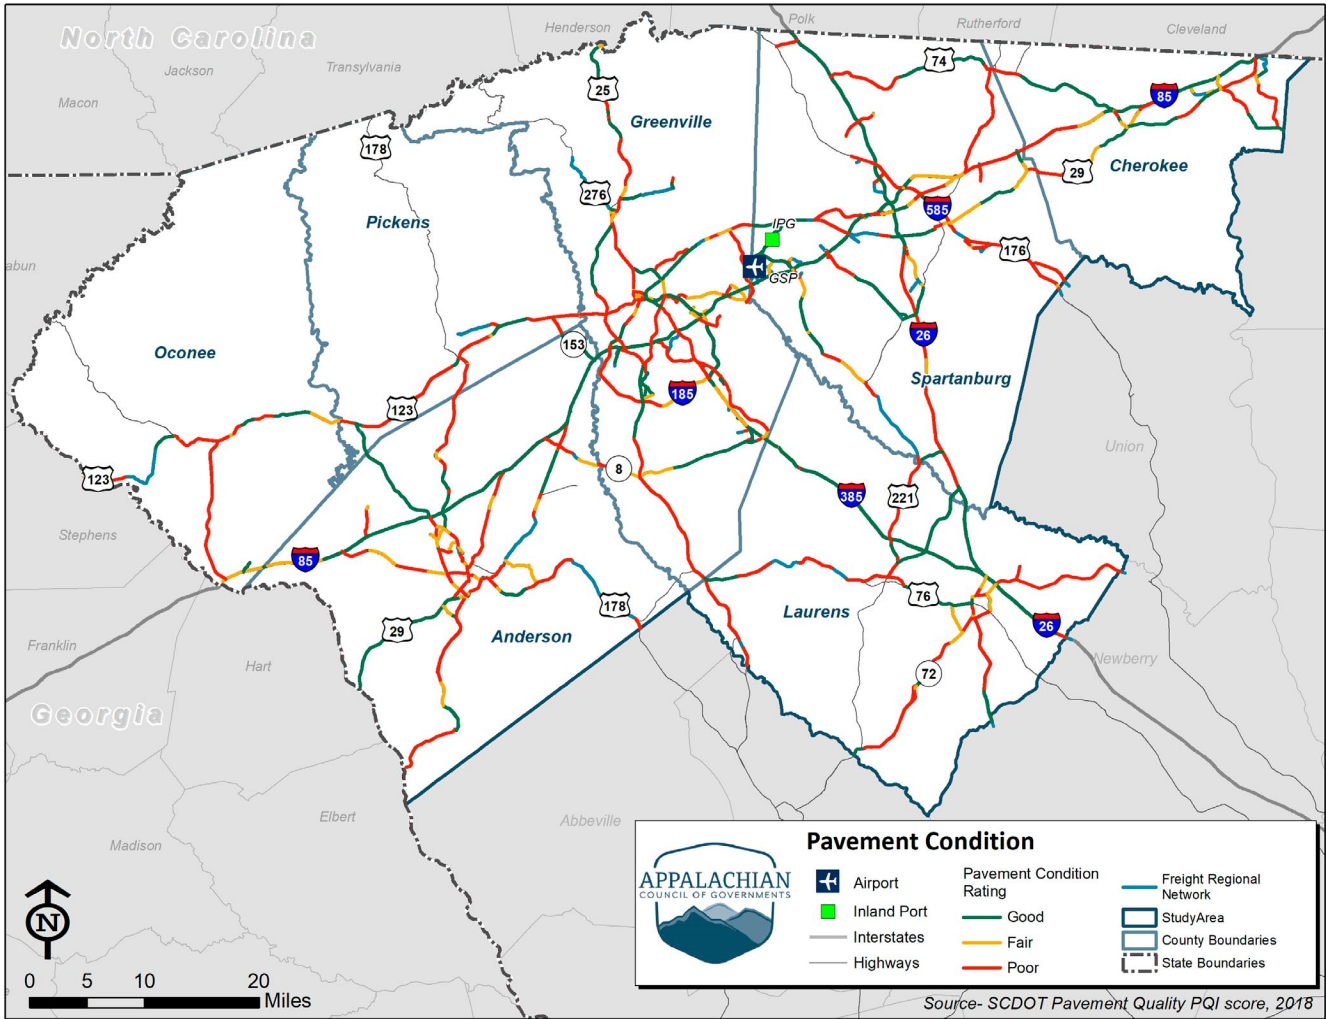 North Carolina
Henderson
Polk
Rutherford
Cleveland
Jackson
Transylvania
Macon
74
25
85
Greenville
178
Cherokee
29
276
585
Pickens
IPG
176
abun
GSP
26
153
Oconee
Spartanburg
185
123
Union
8
123
385
221
Stephens
85
76
178
Laurens
26
29
Anderson
Franklin
Newberry
Hart
72
Georgia
Elbert
Abbeville
Madison
N
0 5 10 20
Miles
APPALACHIAN
COUNCIL OF GOVERNMENTS
Pavement Condition
Airport
Inland Port
Interstates
Highways
Pavement Condition
Rating
Good
Fair
Poor
Freight Regional
Network
StudyArea
County Boundaries
State Boundaries
Source- SCDOT Pavement Quality PQI score, 2018